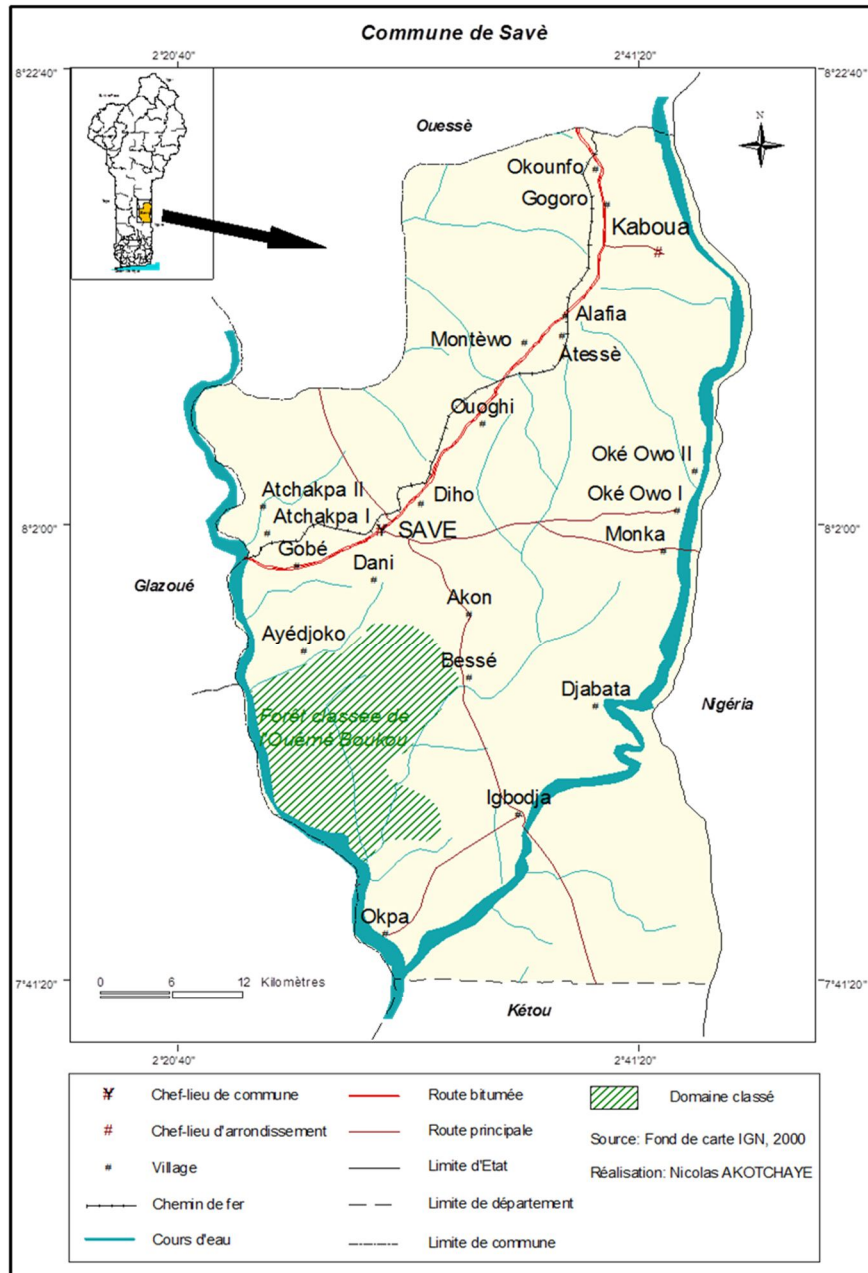 Commune de Savè
2°20'40"
2°41'20"
8°22'40"
8°22'40"
Ouessè
N
Okounfo
Gogoro
Kaboua
Alafia
Montèwo
Atessè
Ouoghi
Oké Owo II
Atchakpa II
Diho
Oké Owo I
Atchakpa I
8°2'00"
SAVE
8°2'00"
Monka
Gobé
Dani
Glazoué
Akon
Ayédjoko
Bessé
Djabata
Nigéria
Forêt classée de
l'Ouémé Boukou
Igbodja
Okpa
0 6 12 Kilomètres
7°41'20"
7°41'20"
Kétou
2°20'40"
2°41'20"
Chef-lieu de commune
Route bitumée
Domaine classé
Chef-lieu d'arrondissement
Route principale
Source: Fond de carte IGN, 2000
Village
Limite d'Etat
Réalisation: Nicolas AKOTCHAYE
Chemin de fer
Limite de département
Cours d'eau
Limite de commune